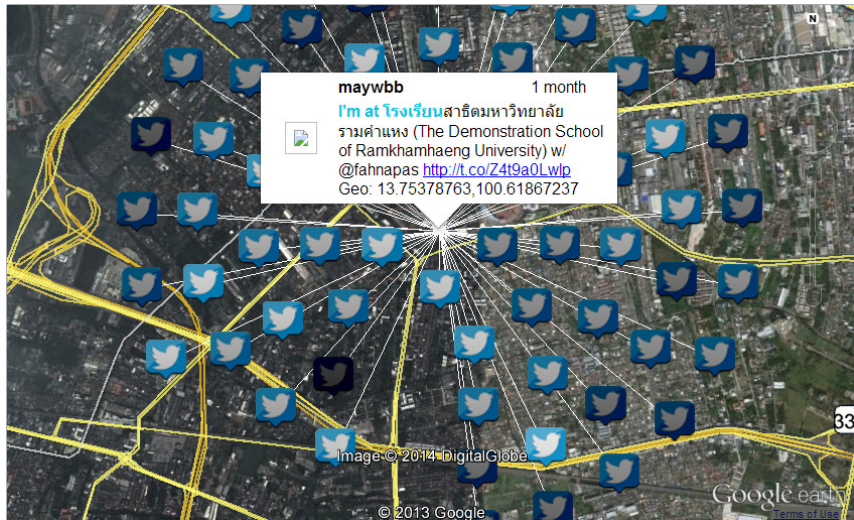 N
maywbb 1 month
I'm at โรงเรียนสาธิตมหาวิทยาลัย
รามคำแหง (The Demonstration School
of Ramkhamhaeng University) w/
@fahnapas http://t.co/Z4t9a0Lwlp
Geo: 13.75378763,100.61867237
33
Image © 2014 DigitalGlobe
Google earth
© 2013 Google
Terms of Use